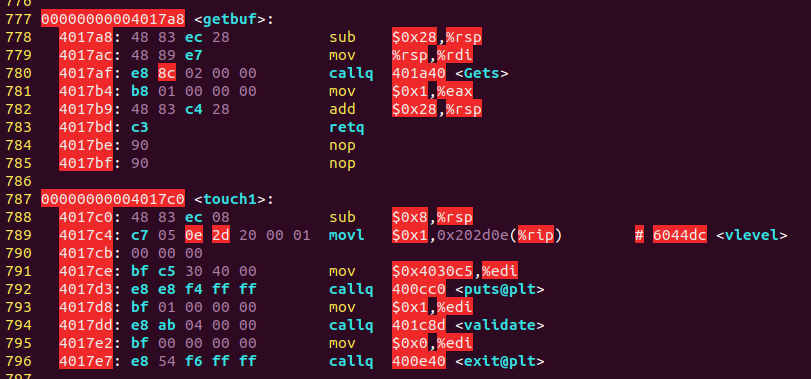 777 00000000004017a8 <getbuf>:
778   4017a8: 48 83 ec 28             sub    $0x28,%rsp
779   4017ac: 48 89 e7                mov    %rsp,%rdi
780   4017af: e8 8c 02 00 00          callq  401a40 <Gets>
781   4017b4: b8 01 00 00 00          mov    $0x1,%eax
782   4017b9: 48 83 c4 28             add    $0x28,%rsp
783   4017bd: c3                      retq
784   4017be: 90                      nop
785   4017bf: 90                      nop
786
787 00000000004017c0 <touch1>:
788   4017c0: 48 83 ec 08             sub    $0x8,%rsp
789   4017c4: c7 05 0e 2d 20 00 01    movl   $0x1,0x202d0e(%rip)        # 6044dc <vlevel>
790   4017cb: 00 00 00
791   4017ce: bf c5 30 40 00          mov    $0x4030c5,%edi
792   4017d3: e8 e8 f4 ff ff          callq  400cc0 <puts@plt>
793   4017d8: bf 01 00 00 00          mov    $0x1,%edi
794   4017dd: e8 ab 04 00 00          callq  401c8d <validate>
795   4017e2: bf 00 00 00 00          mov    $0x0,%edi
796   4017e7: e8 54 f6 ff ff          callq  400e40 <exit@plt>